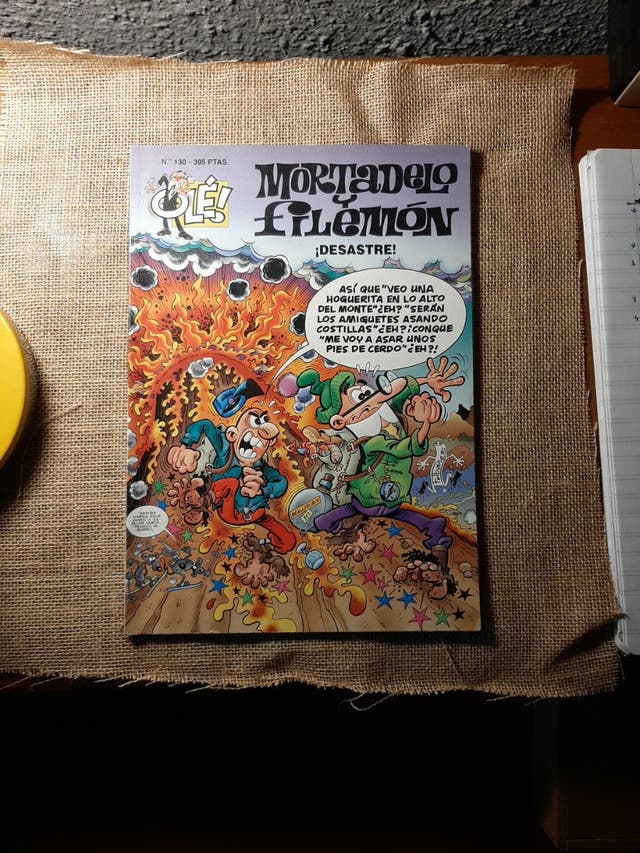 N.º 130 - 395 PTAS.
OLÉ!
MORTADELO
Y
FILEMÓN
¡DESASTRE!
ASÍ QUE "VEO UNA
HOGUERITA EN LO ALTO
DEL MONTE" ¿EH? "SERÁN
LOS AMIGUETES ASANDO
COSTILLAS" ¿EH? ¡CONQUE
"ME VOY A ASAR UNOS
PIES DE CERDO" ¿EH?!